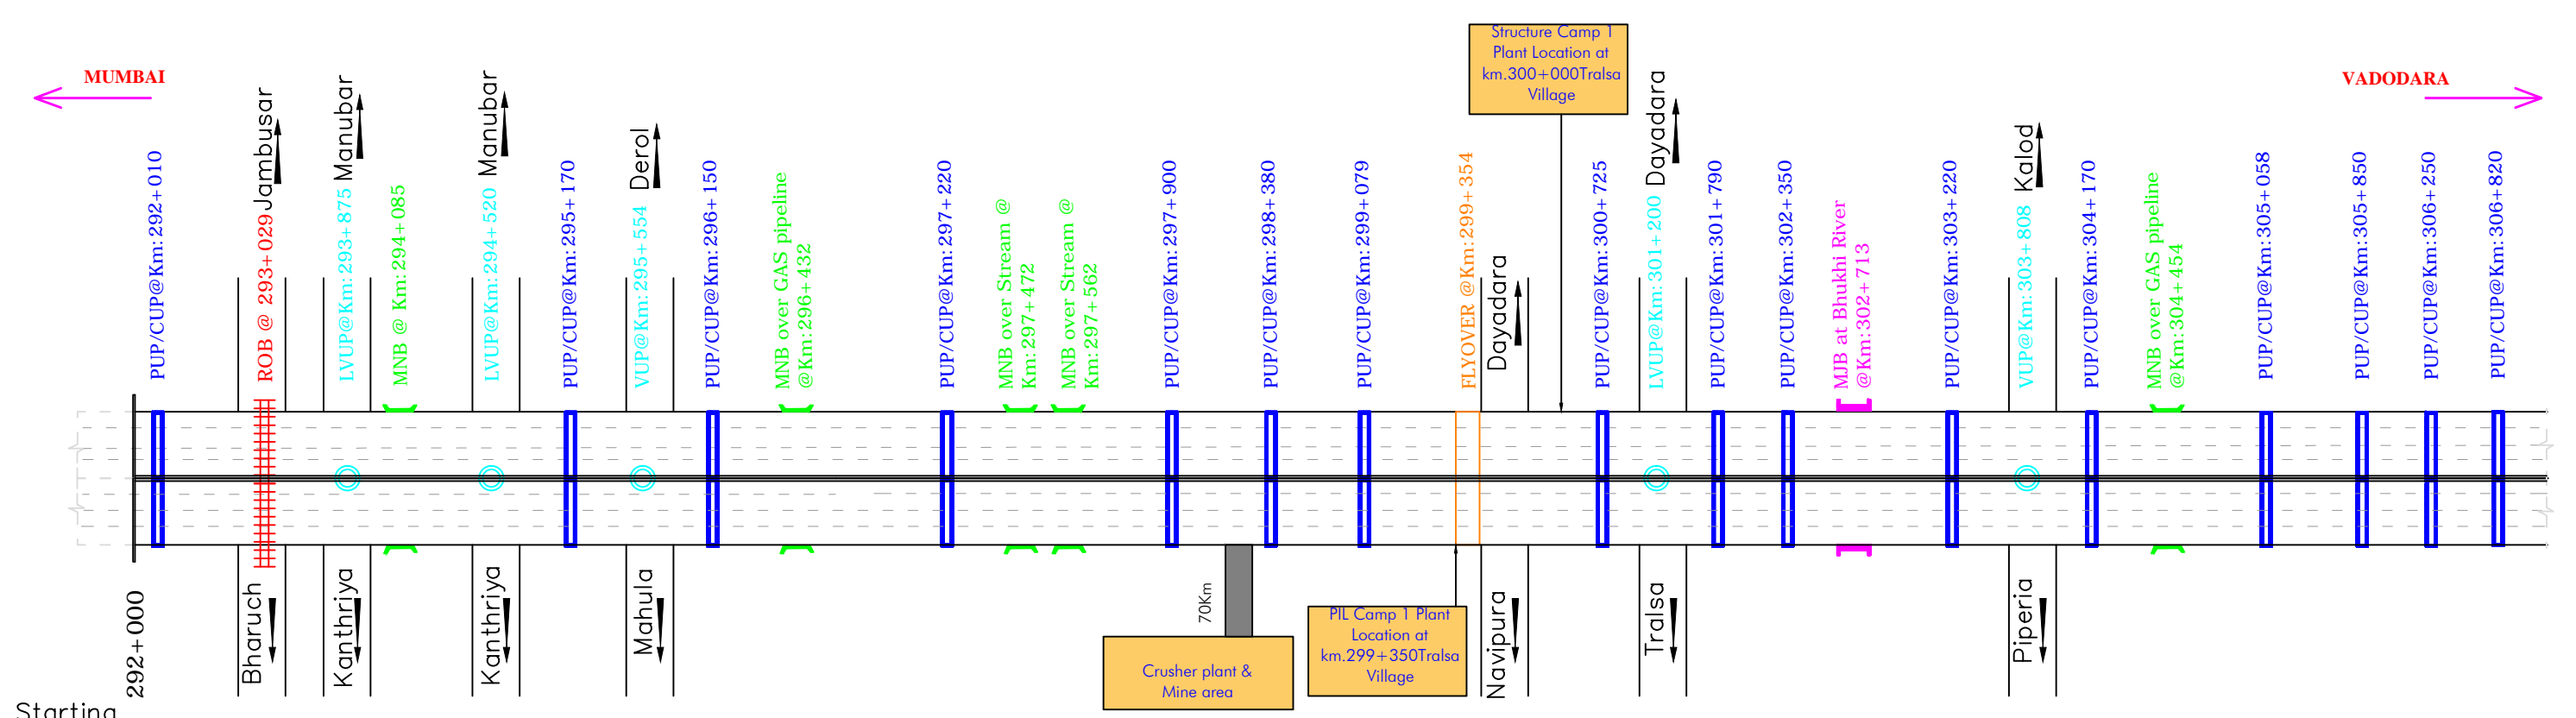 MUMBAI
VADODARA
Structure Camp 1
Plant Location at
km.300+000Tralsa
Village
PUP/CUP@Km:292+010
ROB @ 293+029
Jambusar
LVUP@Km:293+875
Manubar
MNB @ Km:294+085
LVUP@Km:294+520
Manubar
PUP/CUP@Km:295+170
VUP@Km:295+554
Derol
PUP/CUP@Km:296+150
MNB over GAS pipeline
@Km:296+432
PUP/CUP@Km:297+220
MNB over Stream @
Km:297+472
MNB over Stream @
Km:297+562
PUP/CUP@Km:297+900
PUP/CUP@Km:298+380
PUP/CUP@Km:299+079
FLYOVER @Km:299+354
Dayadara
PUP/CUP@Km:300+725
LVUP@Km:301+200
Dayadara
PUP/CUP@Km:301+790
PUP/CUP@Km:302+350
MJB at Bhukhi River
@Km:302+713
PUP/CUP@Km:303+220
VUP@Km:303+808
Kalod
PUP/CUP@Km:304+170
MNB over GAS pipeline
@Km:304+454
PUP/CUP@Km:305+058
PUP/CUP@Km:305+850
PUP/CUP@Km:306+250
PUP/CUP@Km:306+820
292+000
Bharuch
Kanthriya
Kanthriya
Mahula
70Km
Crusher plant &
Mine area
PIL Camp 1 Plant
Location at
km.299+350Tralsa
Village
Navipura
Tralsa
Piperia
Starting